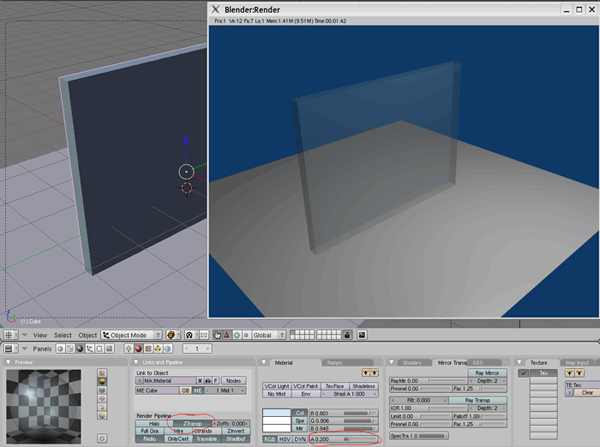 Blender:Render
Fra:1 Ve:12 Fa:7 La:1 Mem:1.41M (9.51M) Time:00:01.42
(1) Cube
View Select Object Object Mode Global
Panels 1
Preview
Links and Pipeline
Link to Object
MA:Material F Nodes
ME:Cube OB ME 1 Mat 1
Render Pipeline
Halo ZTransp Zoffs: 0.000
Full Osa Wire Strands ZInvert
Radio OnlyCast Traceable Shadbuf
Material Ramps
VCol Light VCol Paint TexFace Shadeless
No Mist Env Shad A 1.000
Col R 0.801
Spe G 0.906
Mir B 0.948
RGB HSV DYN A 0.200
Shaders Mirror Trans SSS
Ray Mirror
RayMir 0.00 Depth: 2
Fresnel 0.00 Fac 1.25
Filt: 0.000 Ray Transp
IOR 1.00 Depth: 2
Limit 0.00 Falloff 1.00
Fresnel 0.00 Fac 1.25
SpecTra 1.0
Texture Map Input
Tex
TE:Tex
Clear